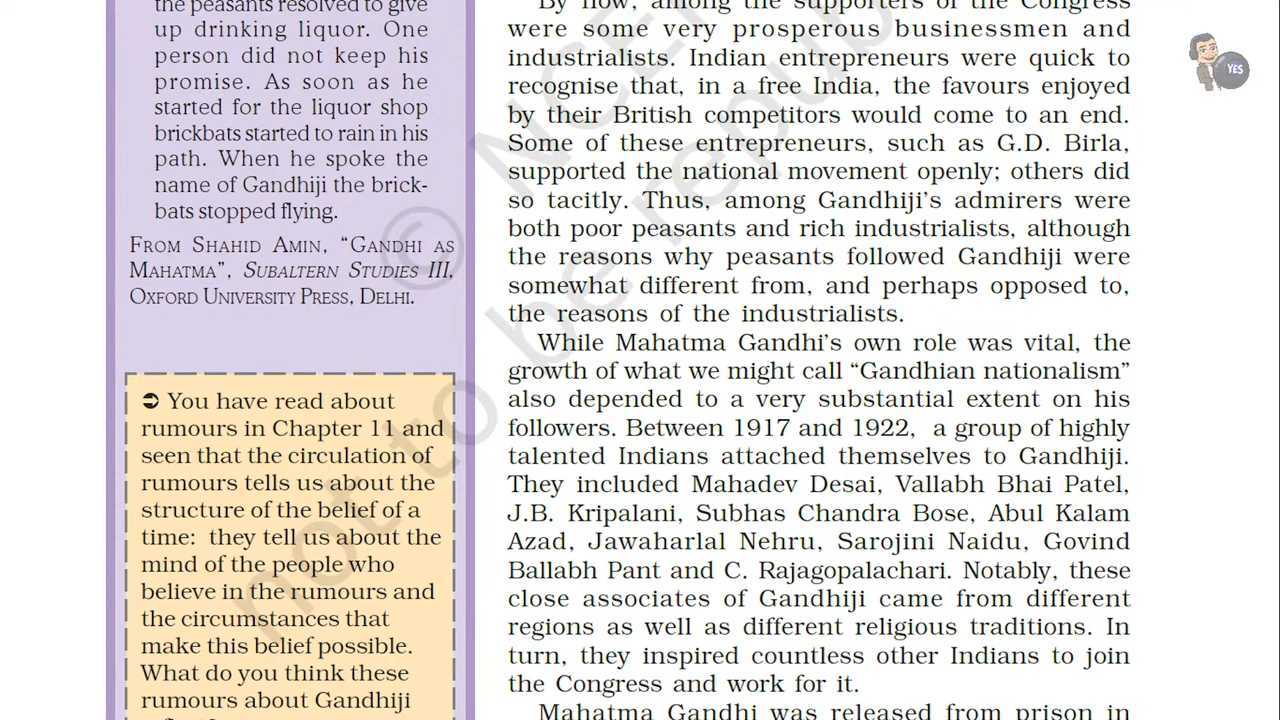 the peasants resolved to give
up drinking liquor. One
person did not keep his
promise. As soon as he
started for the liquor shop
brickbats started to rain in his
path. When he spoke the
name of Gandhiji the brick-
bats stopped flying.
FROM SHAHID AMIN, “GANDHI AS
MAHATMA”, SUBALTERN STUDIES III,
OXFORD UNIVERSITY PRESS, DELHI.
➲ You have read about
rumours in Chapter 11 and
seen that the circulation of
rumours tells us about the
structure of the belief of a
time: they tell us about the
mind of the people who
believe in the rumours and
the circumstances that
make this belief possible.
What do you think these
rumours about Gandhiji
By now, among the supporters of the Congress
were some very prosperous businessmen and
industrialists. Indian entrepreneurs were quick to
recognise that, in a free India, the favours enjoyed
by their British competitors would come to an end.
Some of these entrepreneurs, such as G.D. Birla,
supported the national movement openly; others did
so tacitly. Thus, among Gandhiji’s admirers were
both poor peasants and rich industrialists, although
the reasons why peasants followed Gandhiji were
somewhat different from, and perhaps opposed to,
the reasons of the industrialists.
While Mahatma Gandhi’s own role was vital, the
growth of what we might call “Gandhian nationalism”
also depended to a very substantial extent on his
followers. Between 1917 and 1922, a group of highly
talented Indians attached themselves to Gandhiji.
They included Mahadev Desai, Vallabh Bhai Patel,
J.B. Kripalani, Subhas Chandra Bose, Abul Kalam
Azad, Jawaharlal Nehru, Sarojini Naidu, Govind
Ballabh Pant and C. Rajagopalachari. Notably, these
close associates of Gandhiji came from different
regions as well as different religious traditions. In
turn, they inspired countless other Indians to join
the Congress and work for it.
Mahatma Gandhi was released from prison in
YES
© NCE
not to be repub